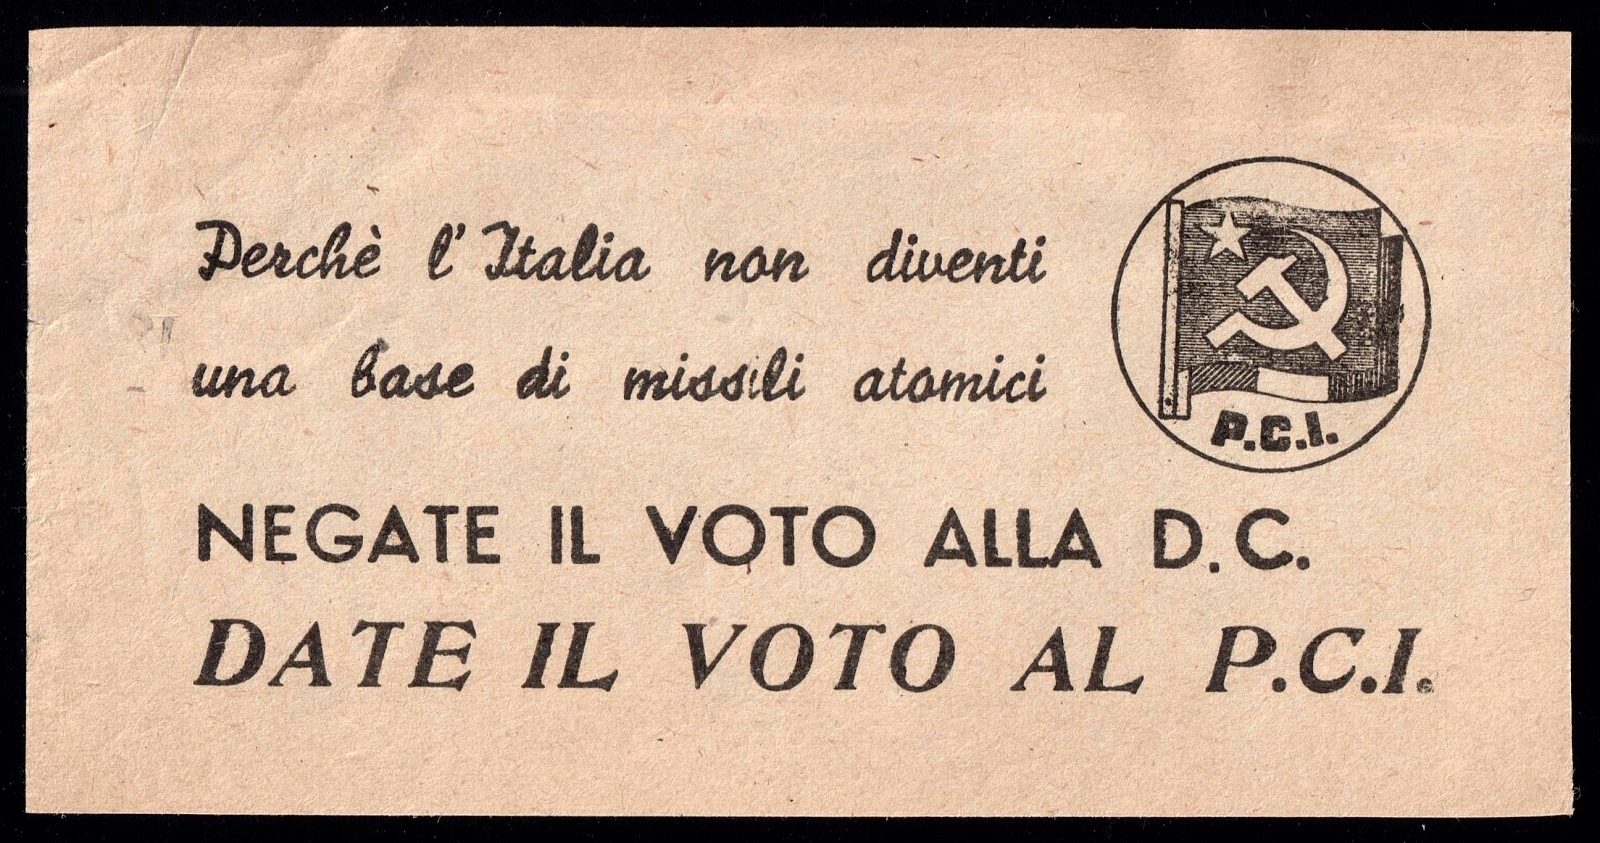 Perchè l'Italia non diventi
una base di missili atomici
P.C.I.
NEGATE IL VOTO ALLA D.C.
DATE IL VOTO AL P.C.I.